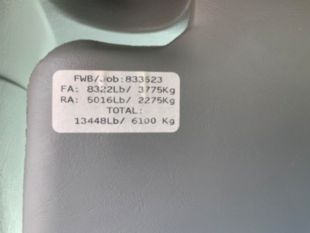 FWB/Job:833523
FA: 8322Lb/ 3775Kg
RA: 5016Lb/ 2275Kg
TOTAL:
13448Lb/ 6100 Kg